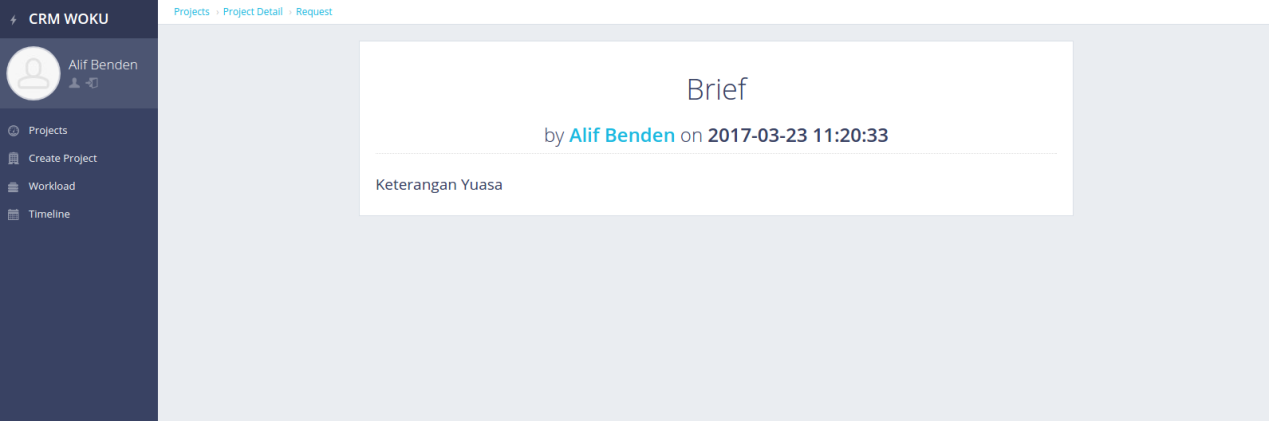 CRM WOKU
Alif Benden
Projects
Create Project
Workload
Timeline
Projects › Project Detail › Request
Brief
by Alif Benden on 2017-03-23 11:20:33
Keterangan Yuasa